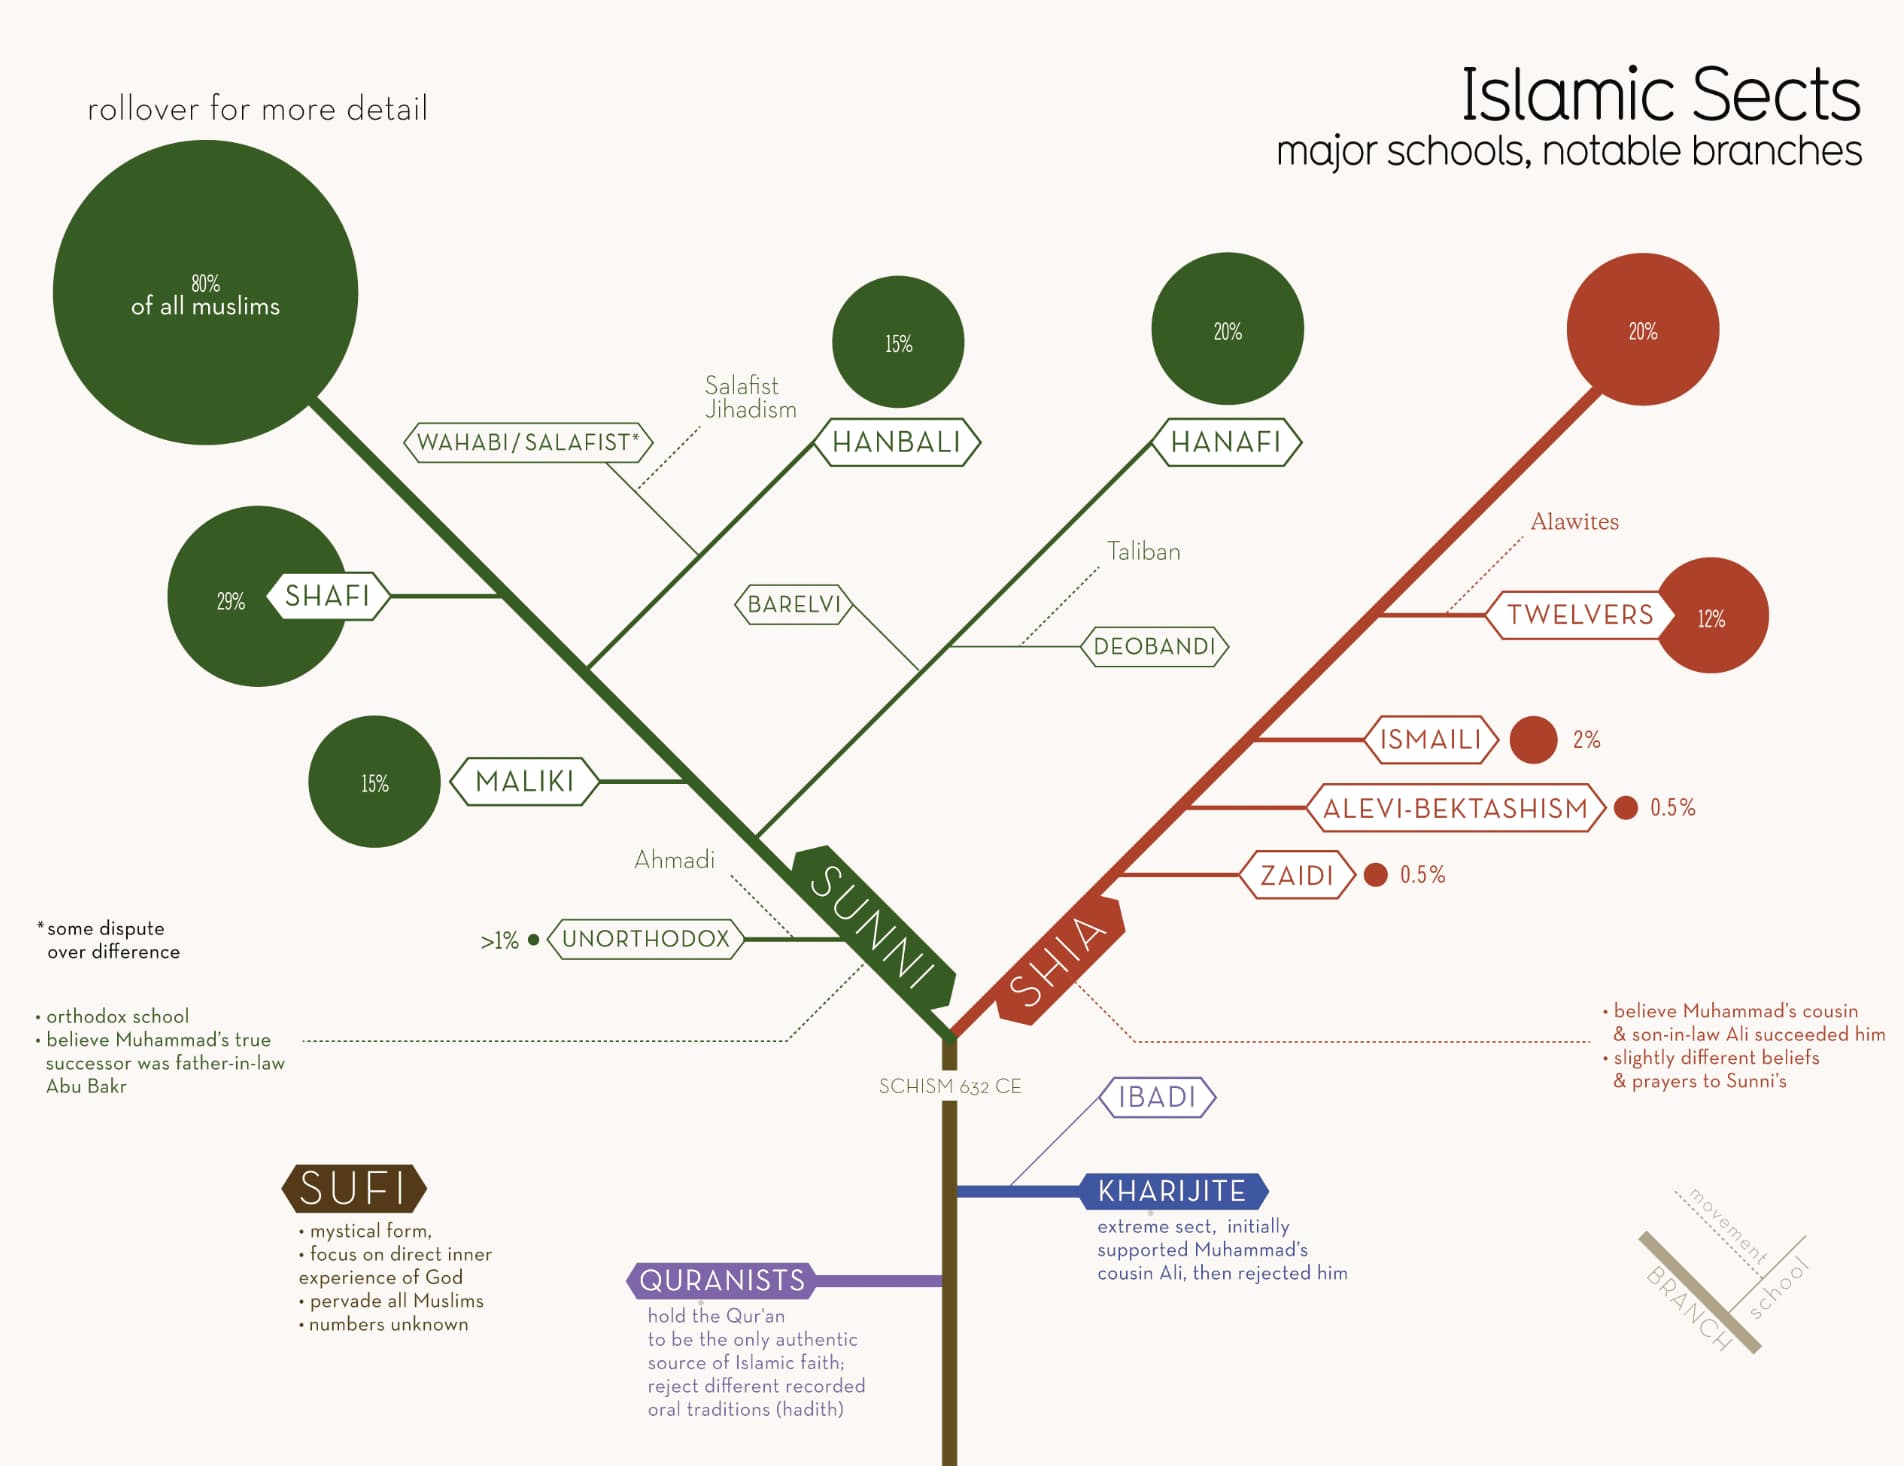 rollover for more detail
Islamic Sects
major schools, notable branches
80%
of all muslims
15%
20%
20%
Salafist
Jihadism
WAHABI/SALAFIST*
HANBALI
HANAFI
Alawites
Taliban
29%
SHAFI
BARELVI
DEOBANDI
TWELVERS
12%
ISMAILI
2%
15%
MALIKI
ALEVI-BEKTASHISM
0.5%
Ahmadi
ZAIDI
0.5%
SUNNI
SHIA
>1%
UNORTHODOX
*some dispute
over difference
• orthodox school
• believe Muhammad's true
successor was father-in-law
Abu Bakr
• believe Muhammad's cousin
& son-in-law Ali succeeded him
• slightly different beliefs
& prayers to Sunni's
SCHISM 632 CE
IBADI
SUFI
• mystical form,
• focus on direct inner
experience of God
• pervade all Muslims
• numbers unknown
KHARIJITE
extreme sect, initially
supported Muhammad's
cousin Ali, then rejected him
QURANISTS
hold the Qur'an
to be the only authentic
source of Islamic faith;
reject different recorded
oral traditions (hadith)
movement
school
BRANCH